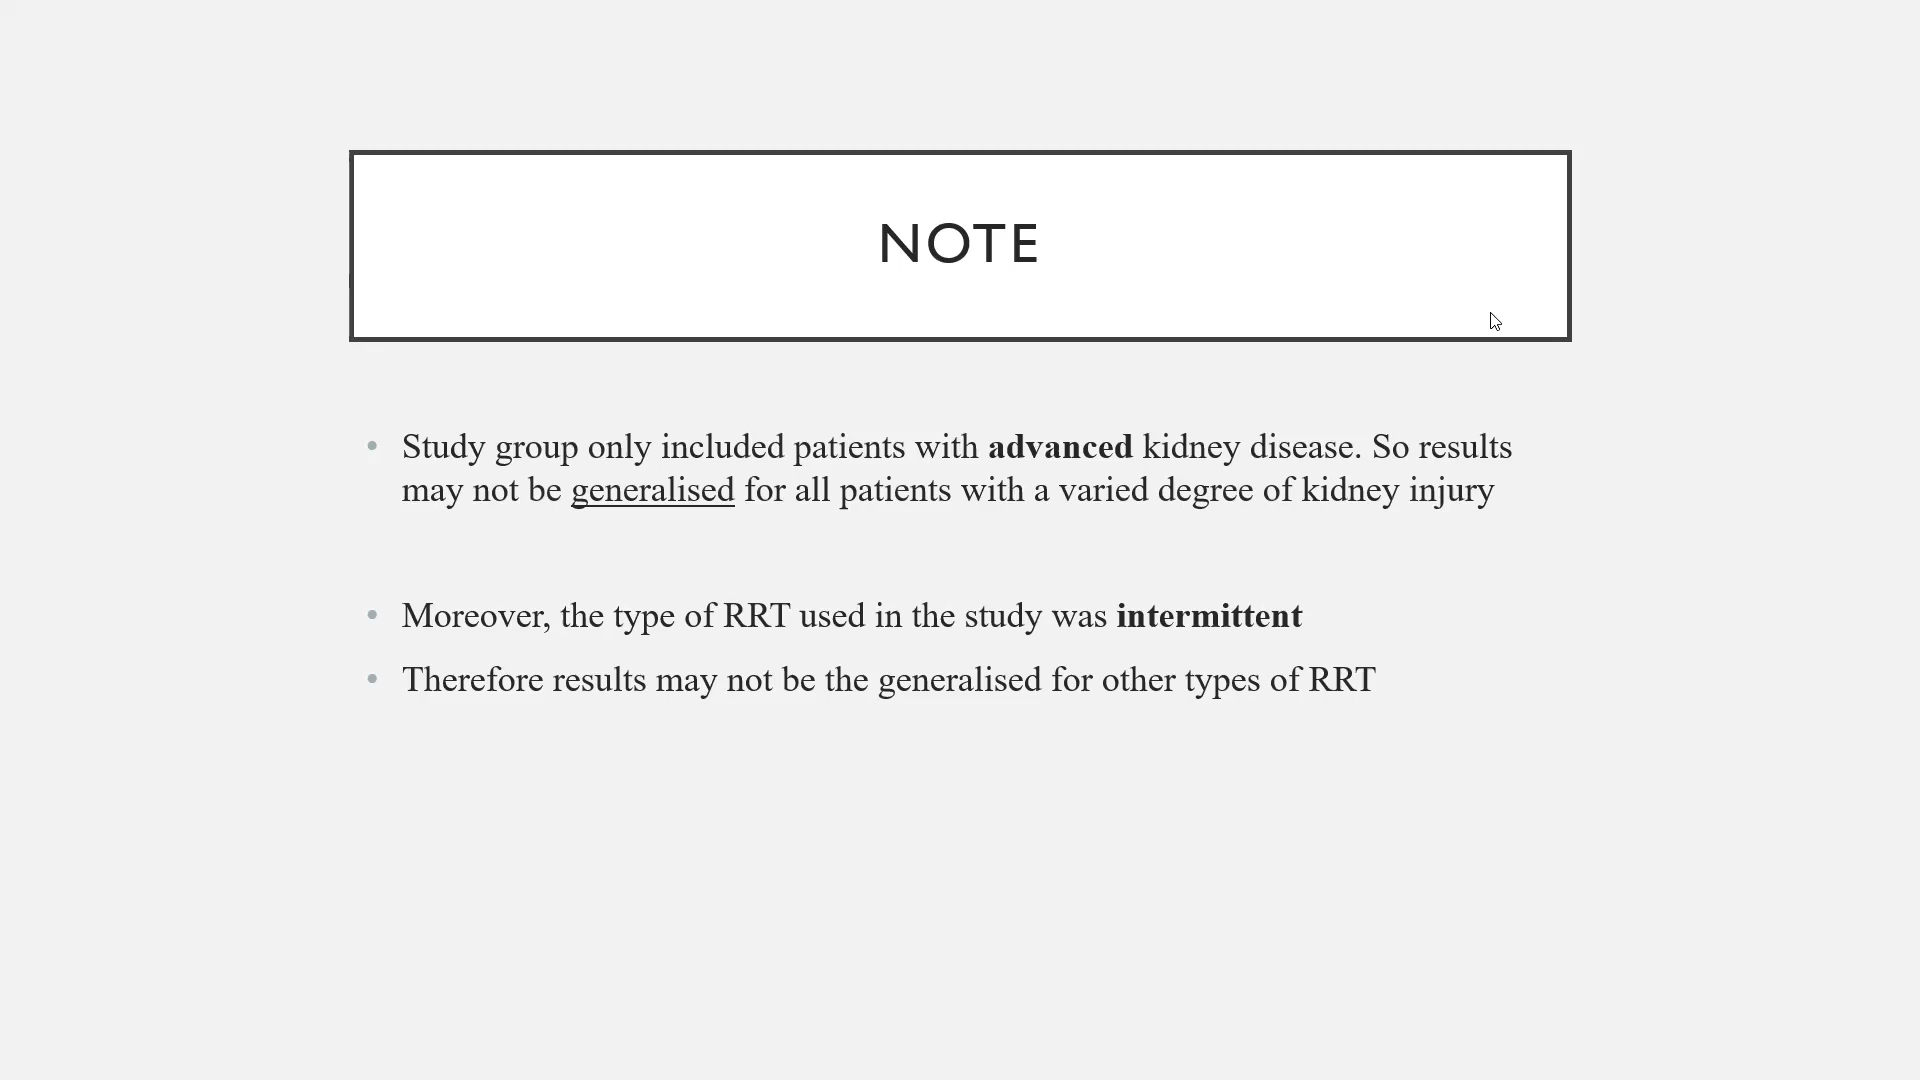 NOTE
• Study group only included patients with advanced kidney disease. So results
may not be generalised for all patients with a varied degree of kidney injury
• Moreover, the type of RRT used in the study was intermittent
• Therefore results may not be the generalised for other types of RRT